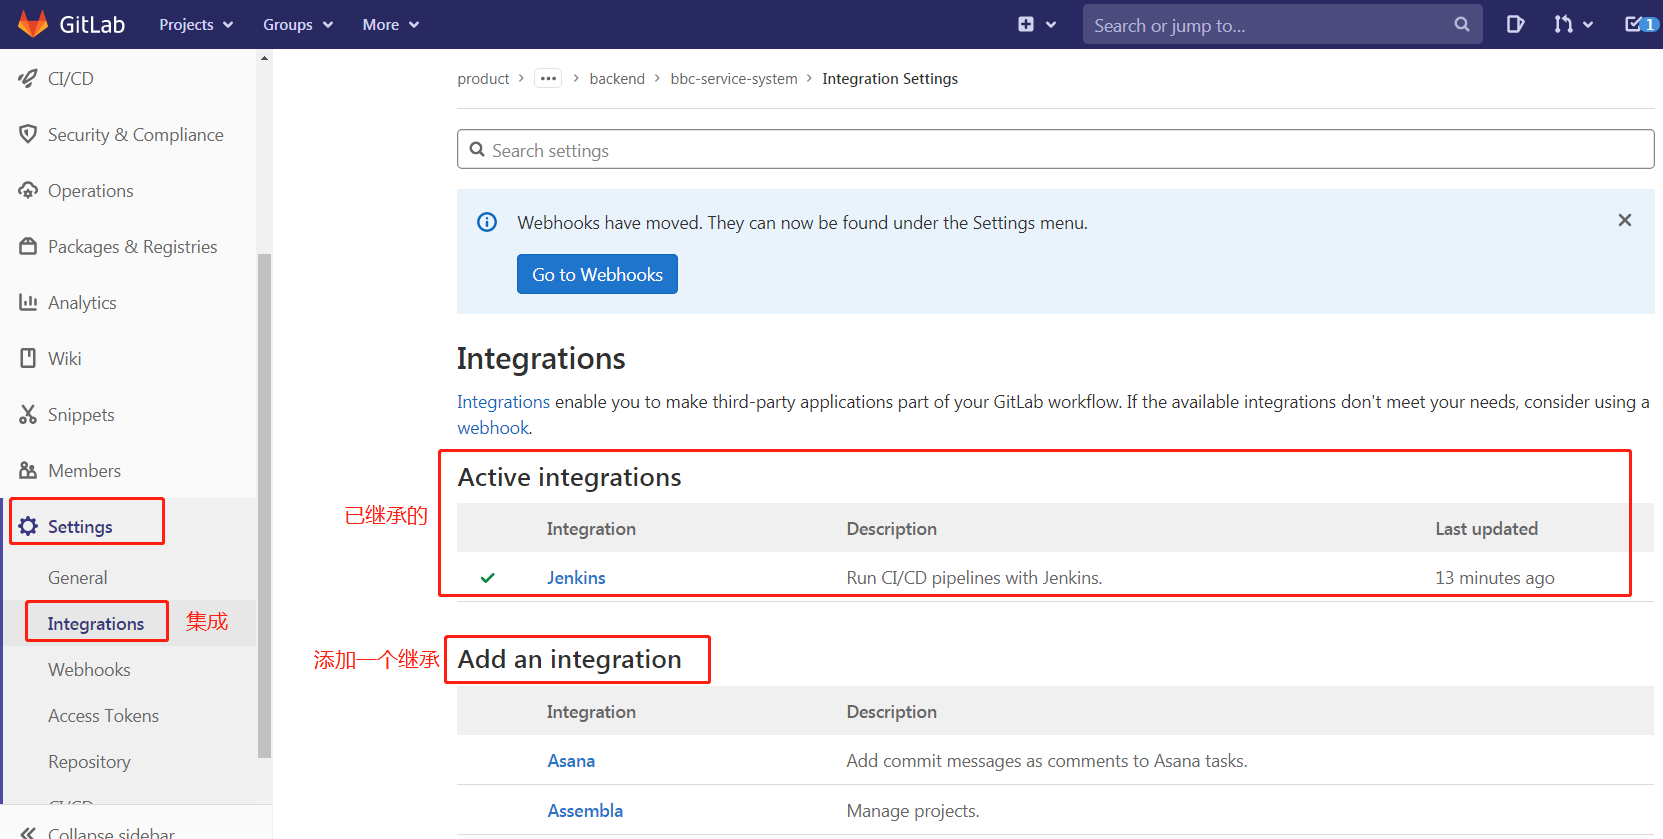 GitLab Projects Groups More Search or jump to... 1
CI/CD
Security & Compliance
Operations
Packages & Registries
Analytics
Wiki
Snippets
Members
Settings
General
Integrations 集成
Webhooks
Access Tokens
Repository
CI/CD
Collapse sidebar
product > ... > backend > bbc-service-system > Integration Settings
Search settings
Webhooks have moved. They can now be found under the Settings menu.
Go to Webhooks
Integrations
Integrations enable you to make third-party applications part of your GitLab workflow. If the available integrations don't meet your needs, consider using a
webhook.
Active integrations
已继承的
Integration Description Last updated
Jenkins Run CI/CD pipelines with Jenkins. 13 minutes ago
添加一个继承 Add an integration
Integration Description
Asana Add commit messages as comments to Asana tasks.
Assembla Manage projects.